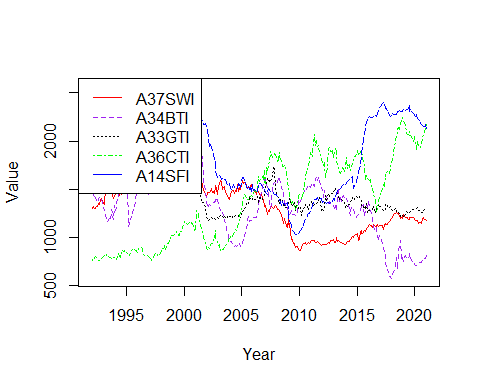 A37SWI
A34BTI
A33GTI
A36CTI
A14SFI
Value
500
1000
2000
1995
2000
2005
2010
2015
2020
Year